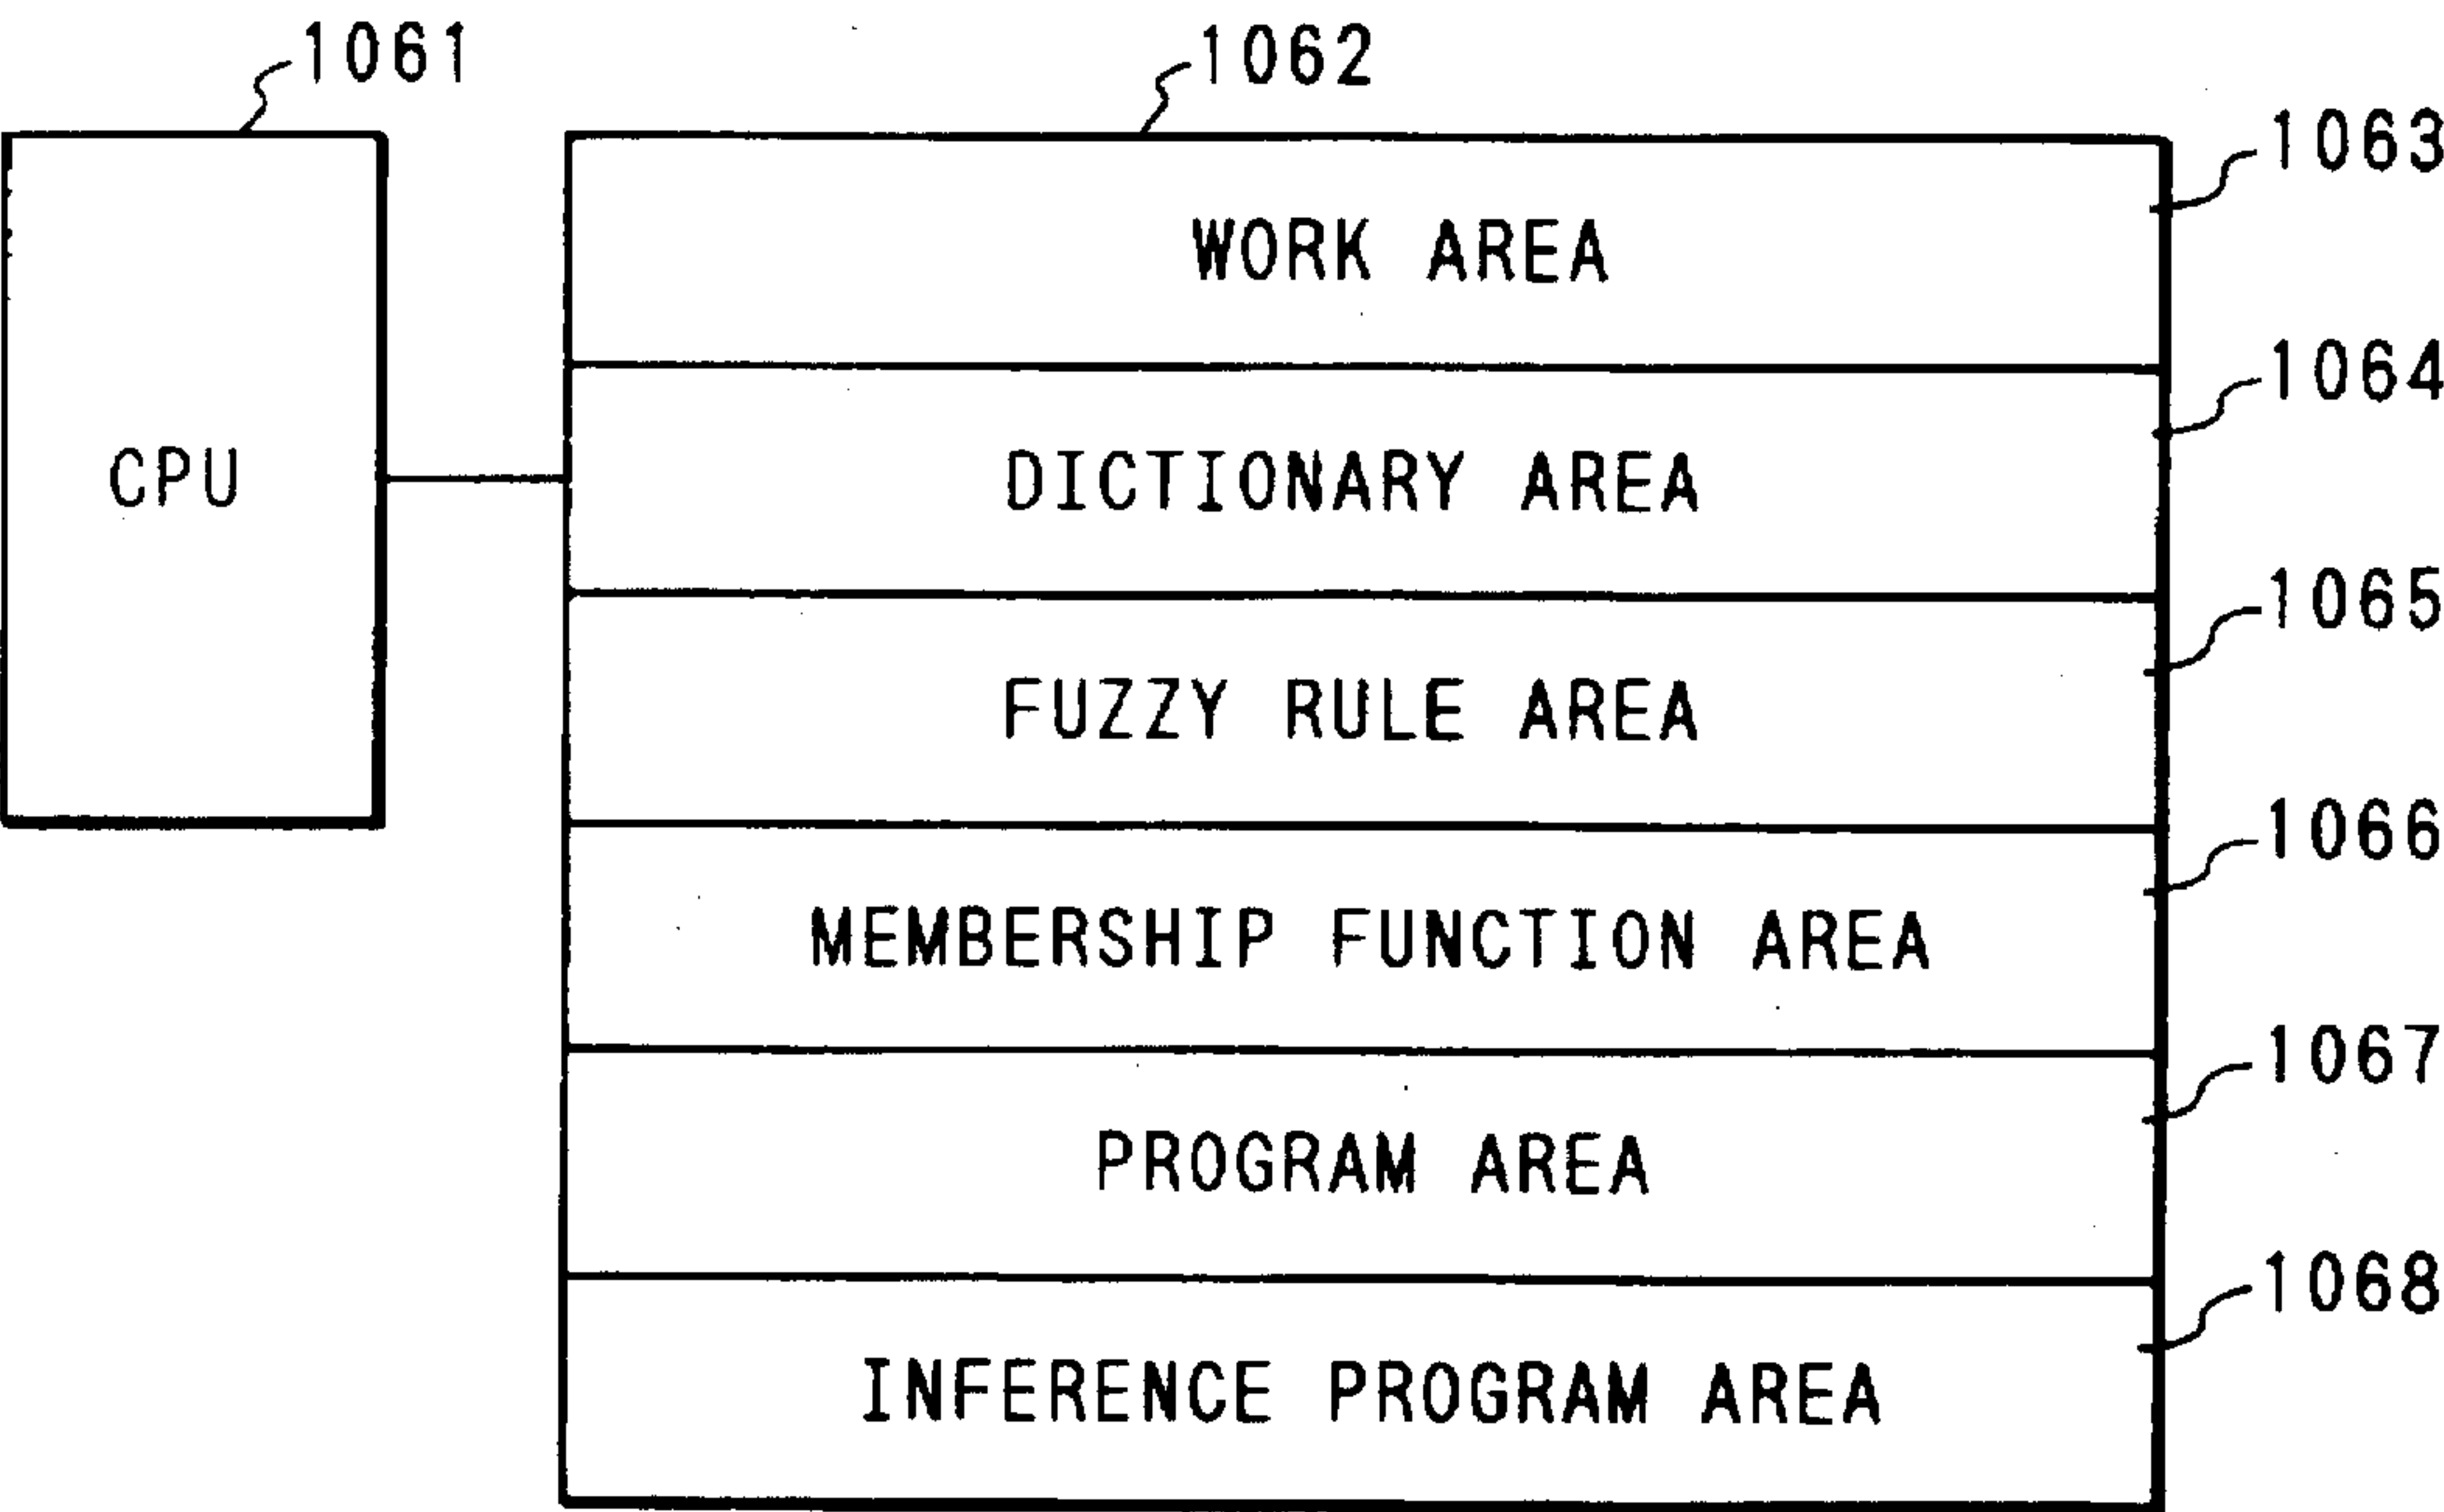 1061
1062
1063
WORK AREA
1064
CPU
DICTIONARY AREA
1065
FUZZY RULE AREA
1066
MEMBERSHIP FUNCTION AREA
1067
PROGRAM AREA
1068
INFERENCE PROGRAM AREA